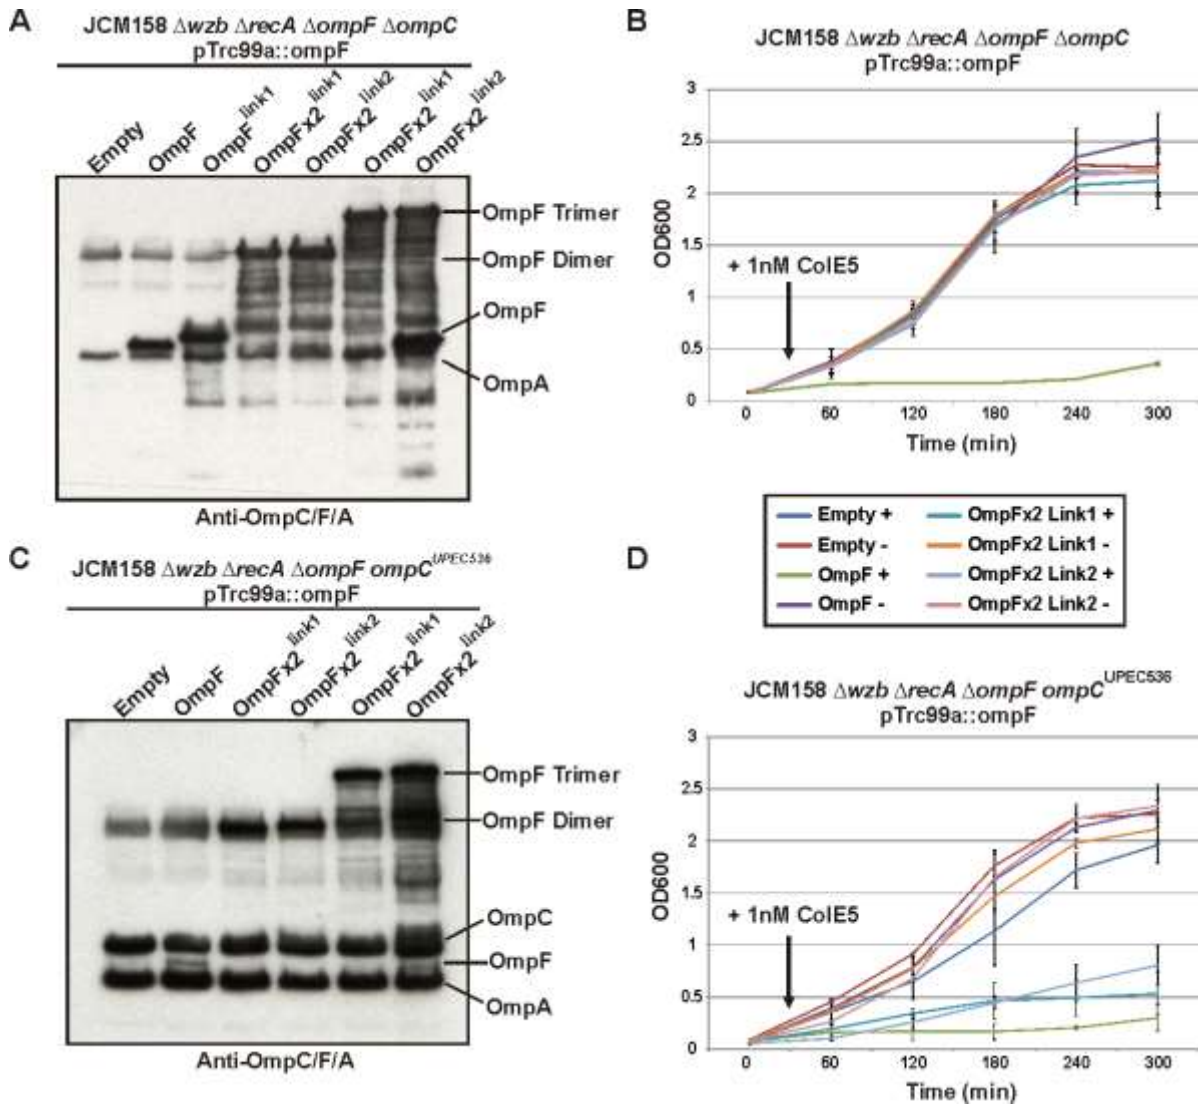 A
JCM158 Δwzb ΔrecA ΔompF ΔompC
pTrc99a::ompF
Empty
OmpF
OmpF link1
OmpFx2 link1
OmpFx2 link2
OmpFx2 link1
OmpFx2 link2
OmpF Trimer
OmpF Dimer
OmpF
OmpA
Anti-OmpC/F/A
B
JCM158 Δwzb ΔrecA ΔompF ΔompC
pTrc99a::ompF
3
2.5
2
1.5
1
0.5
0
OD600
+ 1nM ColE5
0 60 120 180 240 300
Time (min)
Empty +
Empty -
OmpF +
OmpF -
OmpFx2 Link1 +
OmpFx2 Link1 -
OmpFx2 Link2 +
OmpFx2 Link2 -
C
JCM158 Δwzb ΔrecA ΔompF ompC UPEC536
pTrc99a::ompF
Empty
OmpF
OmpFx2 link1
OmpFx2 link2
OmpFx2 link1
OmpFx2 link2
OmpF Trimer
OmpF Dimer
OmpC
OmpF
OmpA
Anti-OmpC/F/A
D
JCM158 Δwzb ΔrecA ΔompF ompC UPEC536
pTrc99a::ompF
3
2.5
2
1.5
1
0.5
0
OD600
+ 1nM ColE5
0 60 120 180 240 300
Time (min)